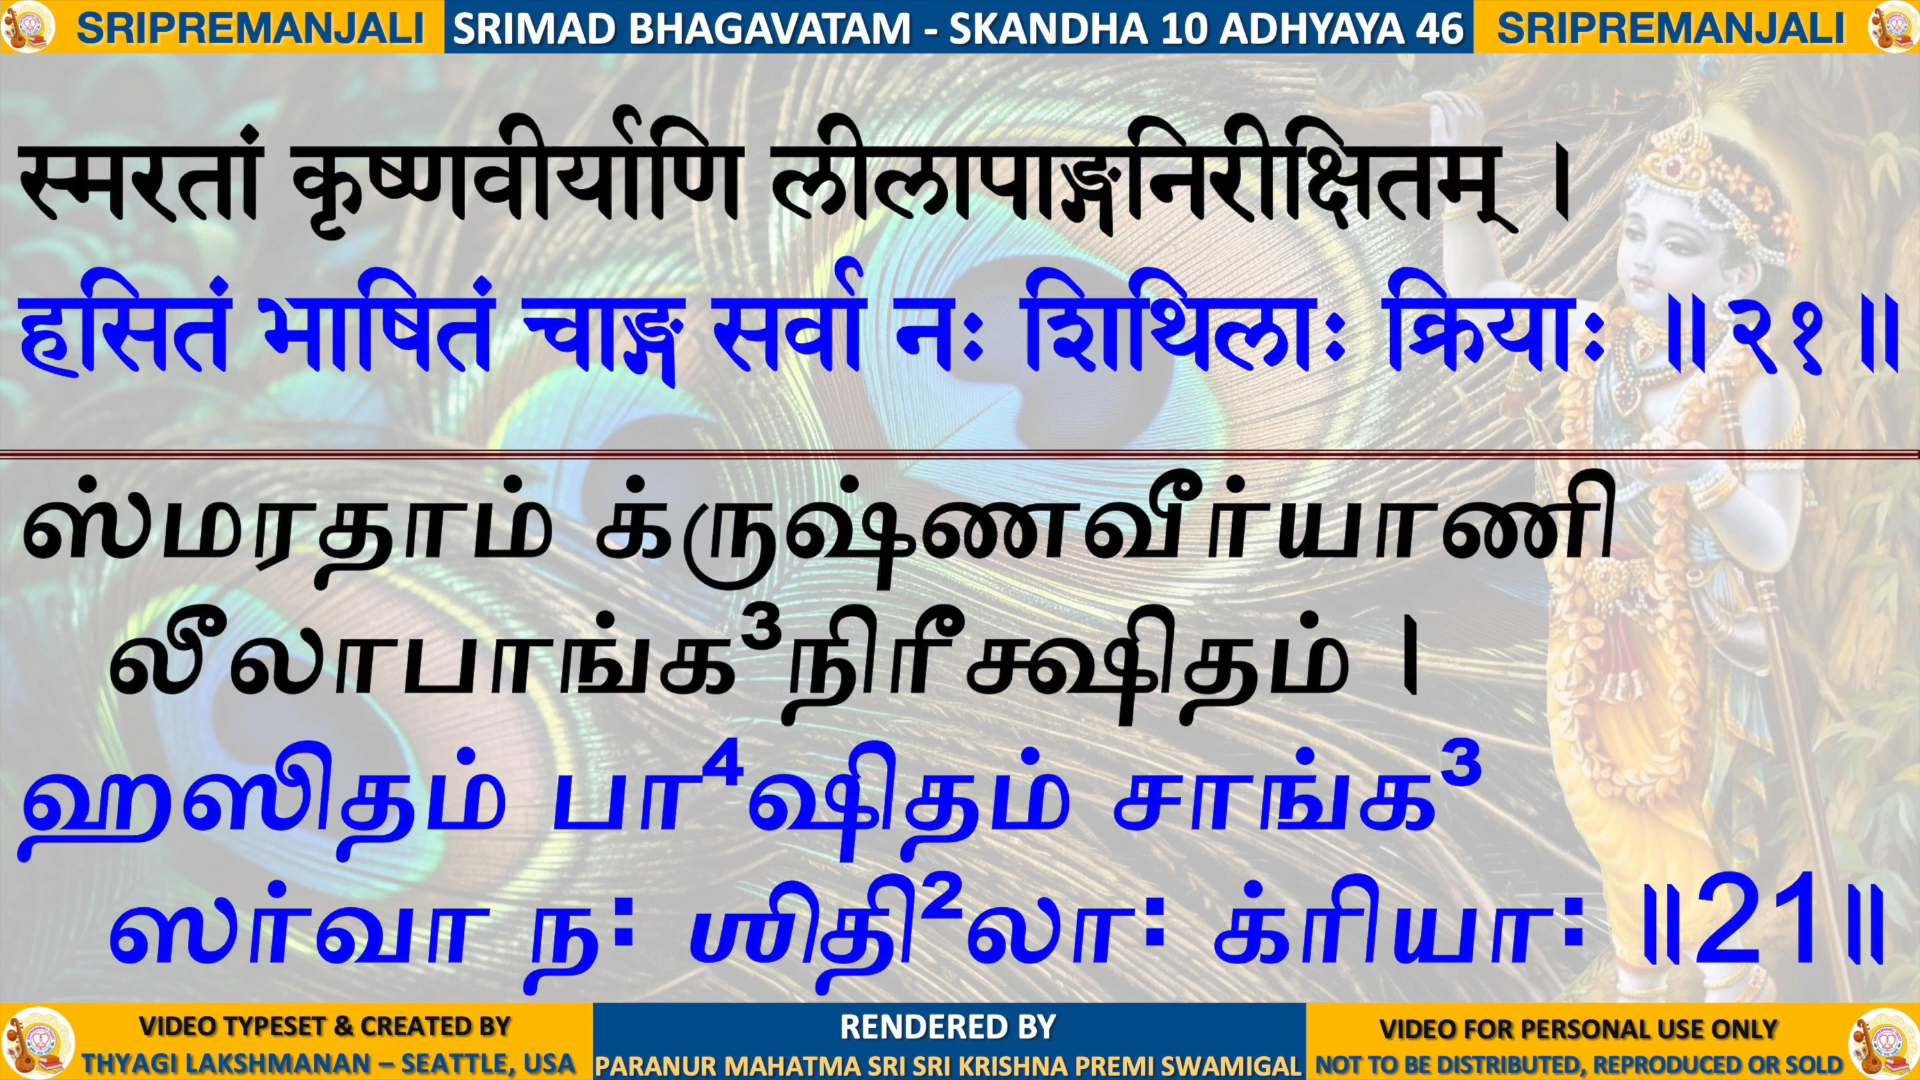 SRIPREMANJALI SRIMAD BHAGAVATAM - SKANDHA 10 ADHYAYA 46 SRIPREMANJALI
स्मरतां कृष्णवीर्याणि लीलापाङ्गनिरीक्षितम् ।
हसितं भाषितं चाङ्ग सर्वा नः शिथिलाः क्रियाः ॥२१॥
ஸ்மரதாம் க்ருஷ்ணவீர்யாணி
லீலாபாங்க³நிரீக்ஷிதம் ।
ஹஸிதம் பா⁴ஷிதம் சாங்க³
ஸர்வா ந꞉ ஶிதி²லா꞉ க்ரியா꞉ ॥21॥
VIDEO TYPESET & CREATED BY
THYAGI LAKSHMANAN – SEATTLE, USA
RENDERED BY
PARANUR MAHATMA SRI SRI KRISHNA PREMI SWAMIGAL
VIDEO FOR PERSONAL USE ONLY
NOT TO BE DISTRIBUTED, REPRODUCED OR SOLD